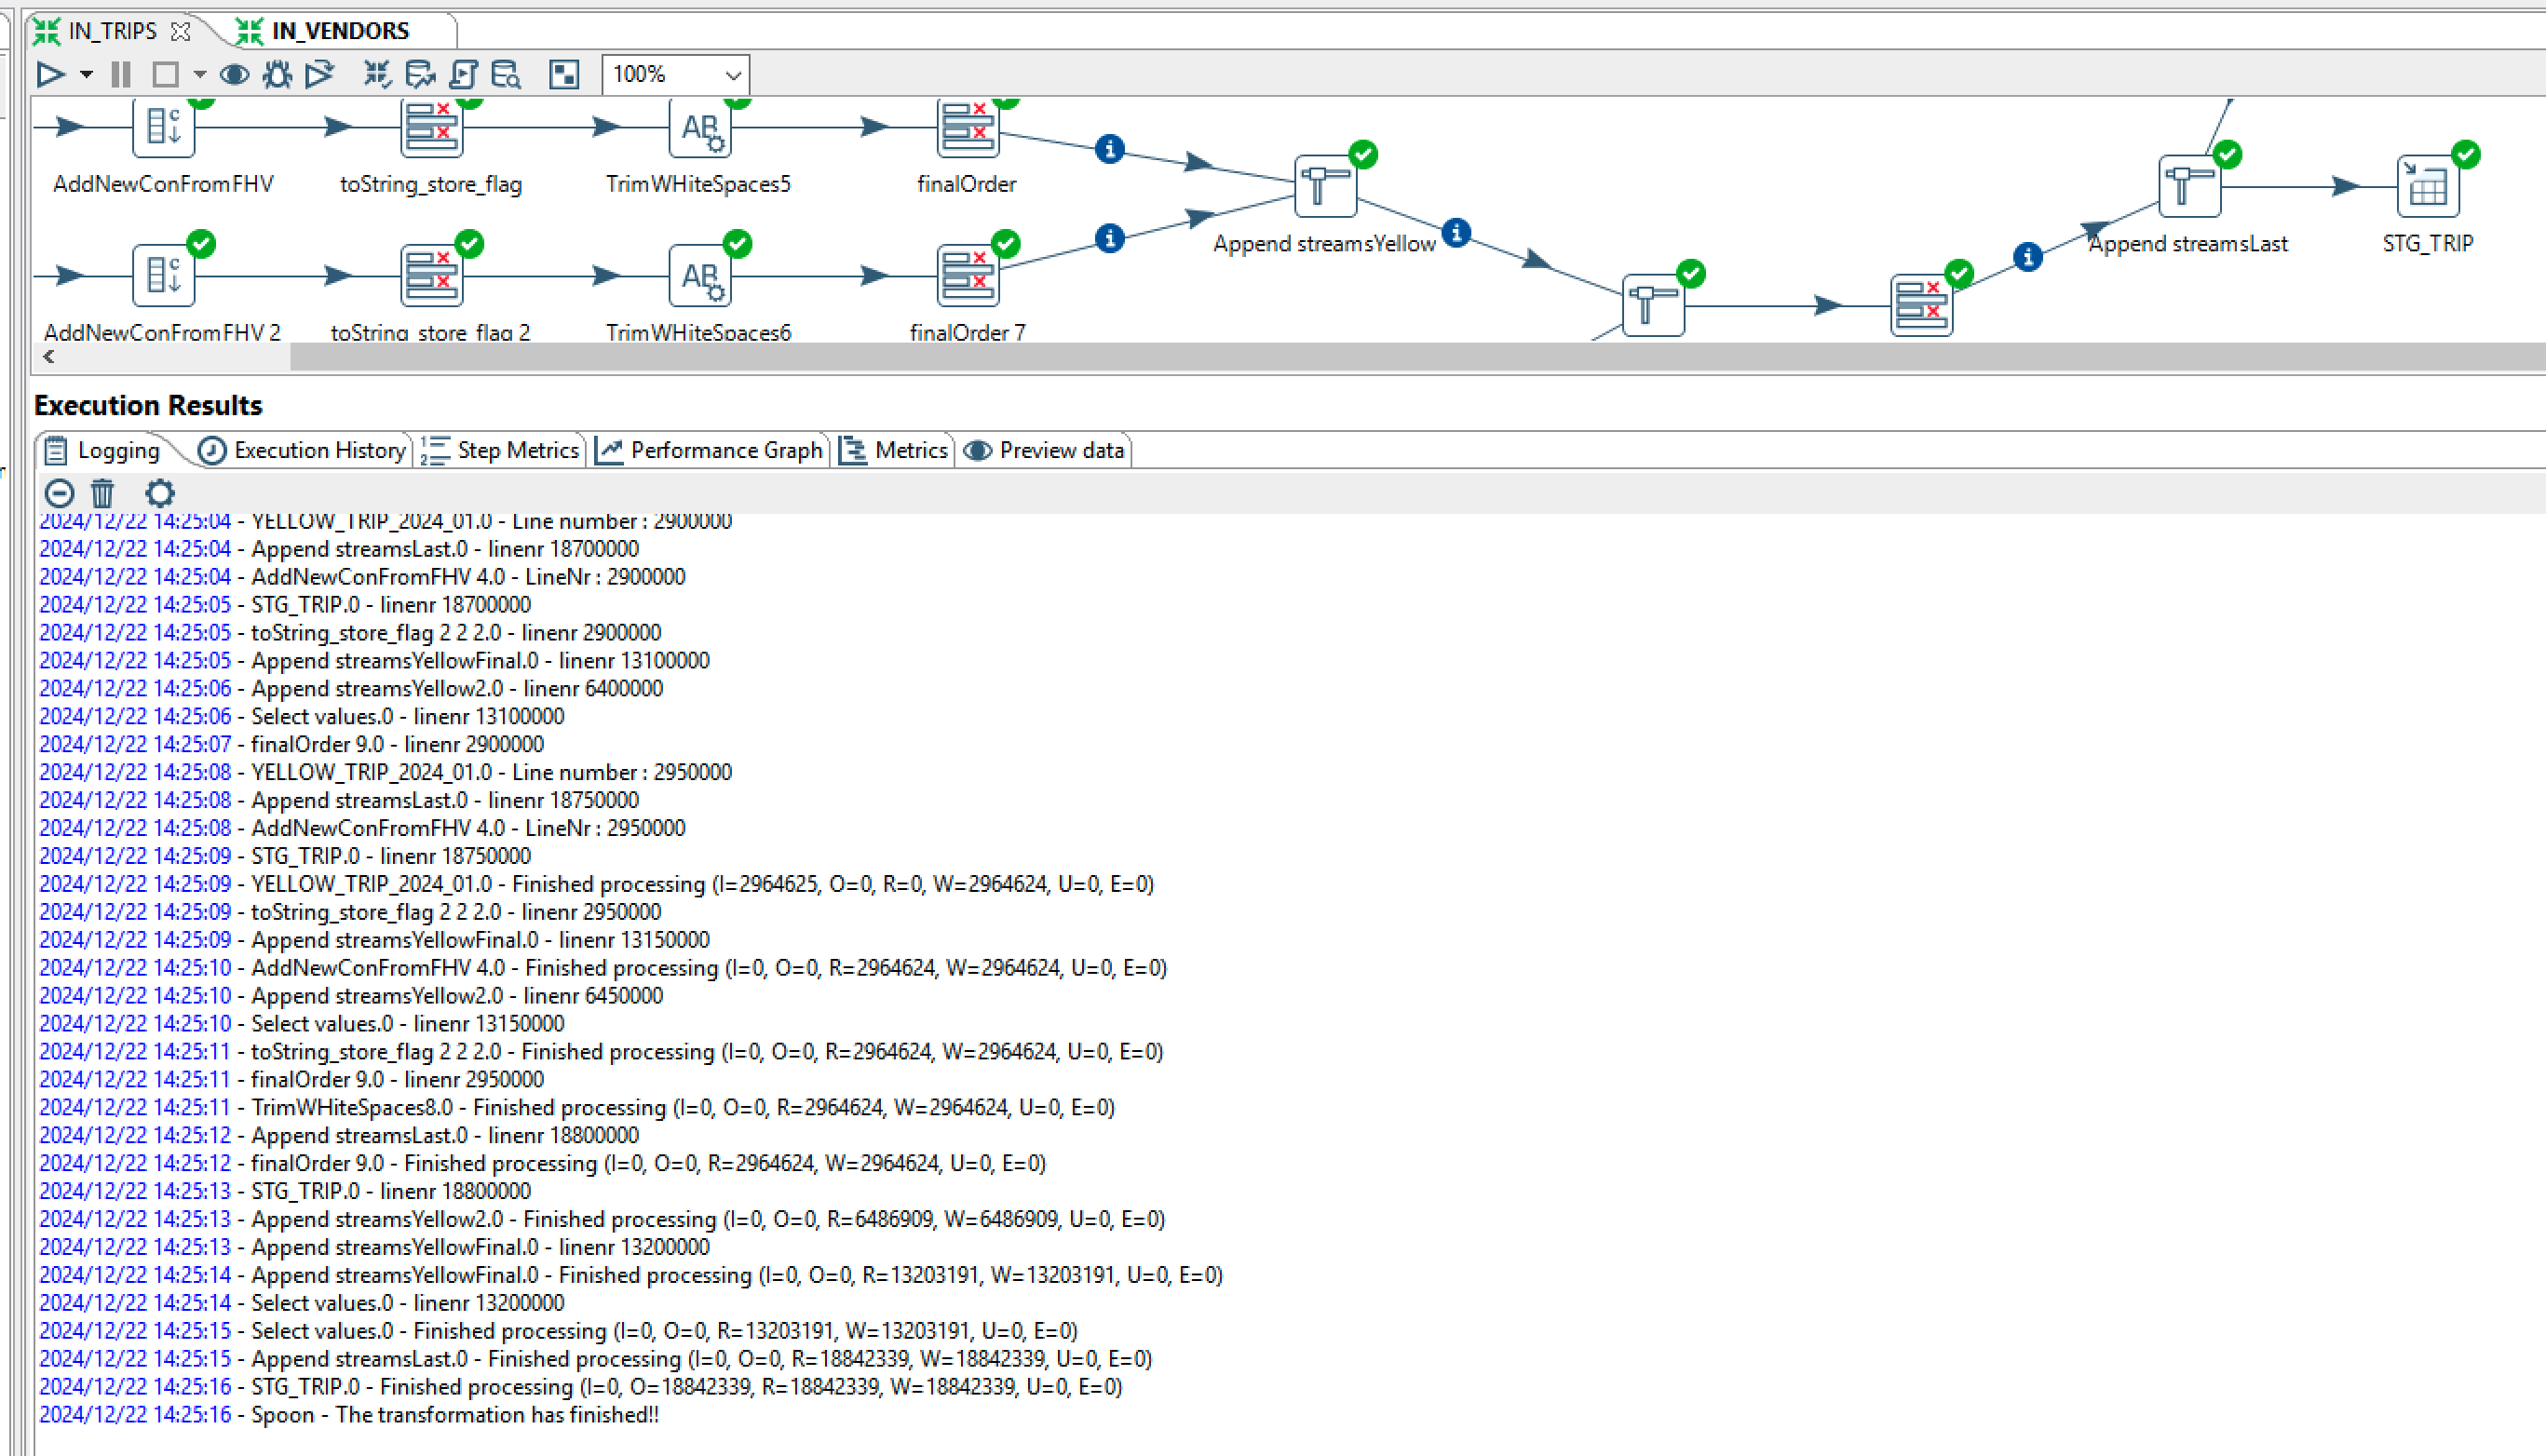 IN_TRIPS
IN_VENDORS
100%
AddNewConFromFHV
toString_store_flag
TrimWHiteSpaces5
finalOrder
Append streamsYellow
Append streamsLast
STG_TRIP
AddNewConFromFHV 2
toString_store_flag 2
TrimWHiteSpaces6
finalOrder 7
Execution Results
Logging
Execution History
Step Metrics
Performance Graph
Metrics
Preview data
2024/12/22 14:25:04 - YELLOW_TRIP_2024_01.0 - Line number : 2900000
2024/12/22 14:25:04 - Append streamsLast.0 - linenr 18700000
2024/12/22 14:25:04 - AddNewConFromFHV 4.0 - LineNr : 2900000
2024/12/22 14:25:05 - STG_TRIP.0 - linenr 18700000
2024/12/22 14:25:05 - toString_store_flag 2 2 2.0 - linenr 2900000
2024/12/22 14:25:05 - Append streamsYellowFinal.0 - linenr 13100000
2024/12/22 14:25:06 - Append streamsYellow2.0 - linenr 6400000
2024/12/22 14:25:06 - Select values.0 - linenr 13100000
2024/12/22 14:25:07 - finalOrder 9.0 - linenr 2900000
2024/12/22 14:25:08 - YELLOW_TRIP_2024_01.0 - Line number : 2950000
2024/12/22 14:25:08 - Append streamsLast.0 - linenr 18750000
2024/12/22 14:25:08 - AddNewConFromFHV 4.0 - LineNr : 2950000
2024/12/22 14:25:09 - STG_TRIP.0 - linenr 18750000
2024/12/22 14:25:09 - YELLOW_TRIP_2024_01.0 - Finished processing (I=2964625, O=0, R=0, W=2964624, U=0, E=0)
2024/12/22 14:25:09 - toString_store_flag 2 2 2.0 - linenr 2950000
2024/12/22 14:25:09 - Append streamsYellowFinal.0 - linenr 13150000
2024/12/22 14:25:10 - AddNewConFromFHV 4.0 - Finished processing (I=0, O=0, R=2964624, W=2964624, U=0, E=0)
2024/12/22 14:25:10 - Append streamsYellow2.0 - linenr 6450000
2024/12/22 14:25:10 - Select values.0 - linenr 13150000
2024/12/22 14:25:11 - toString_store_flag 2 2 2.0 - Finished processing (I=0, O=0, R=2964624, W=2964624, U=0, E=0)
2024/12/22 14:25:11 - finalOrder 9.0 - linenr 2950000
2024/12/22 14:25:11 - TrimWHiteSpaces8.0 - Finished processing (I=0, O=0, R=2964624, W=2964624, U=0, E=0)
2024/12/22 14:25:12 - Append streamsLast.0 - linenr 18800000
2024/12/22 14:25:12 - finalOrder 9.0 - Finished processing (I=0, O=0, R=2964624, W=2964624, U=0, E=0)
2024/12/22 14:25:13 - STG_TRIP.0 - linenr 18800000
2024/12/22 14:25:13 - Append streamsYellow2.0 - Finished processing (I=0, O=0, R=6486909, W=6486909, U=0, E=0)
2024/12/22 14:25:13 - Append streamsYellowFinal.0 - linenr 13200000
2024/12/22 14:25:14 - Append streamsYellowFinal.0 - Finished processing (I=0, O=0, R=13203191, W=13203191, U=0, E=0)
2024/12/22 14:25:14 - Select values.0 - linenr 13200000
2024/12/22 14:25:15 - Select values.0 - Finished processing (I=0, O=0, R=13203191, W=13203191, U=0, E=0)
2024/12/22 14:25:15 - Append streamsLast.0 - Finished processing (I=0, O=0, R=18842339, W=18842339, U=0, E=0)
2024/12/22 14:25:16 - STG_TRIP.0 - Finished processing (I=0, O=18842339, R=18842339, W=18842339, U=0, E=0)
2024/12/22 14:25:16 - Spoon - The transformation has finished!!